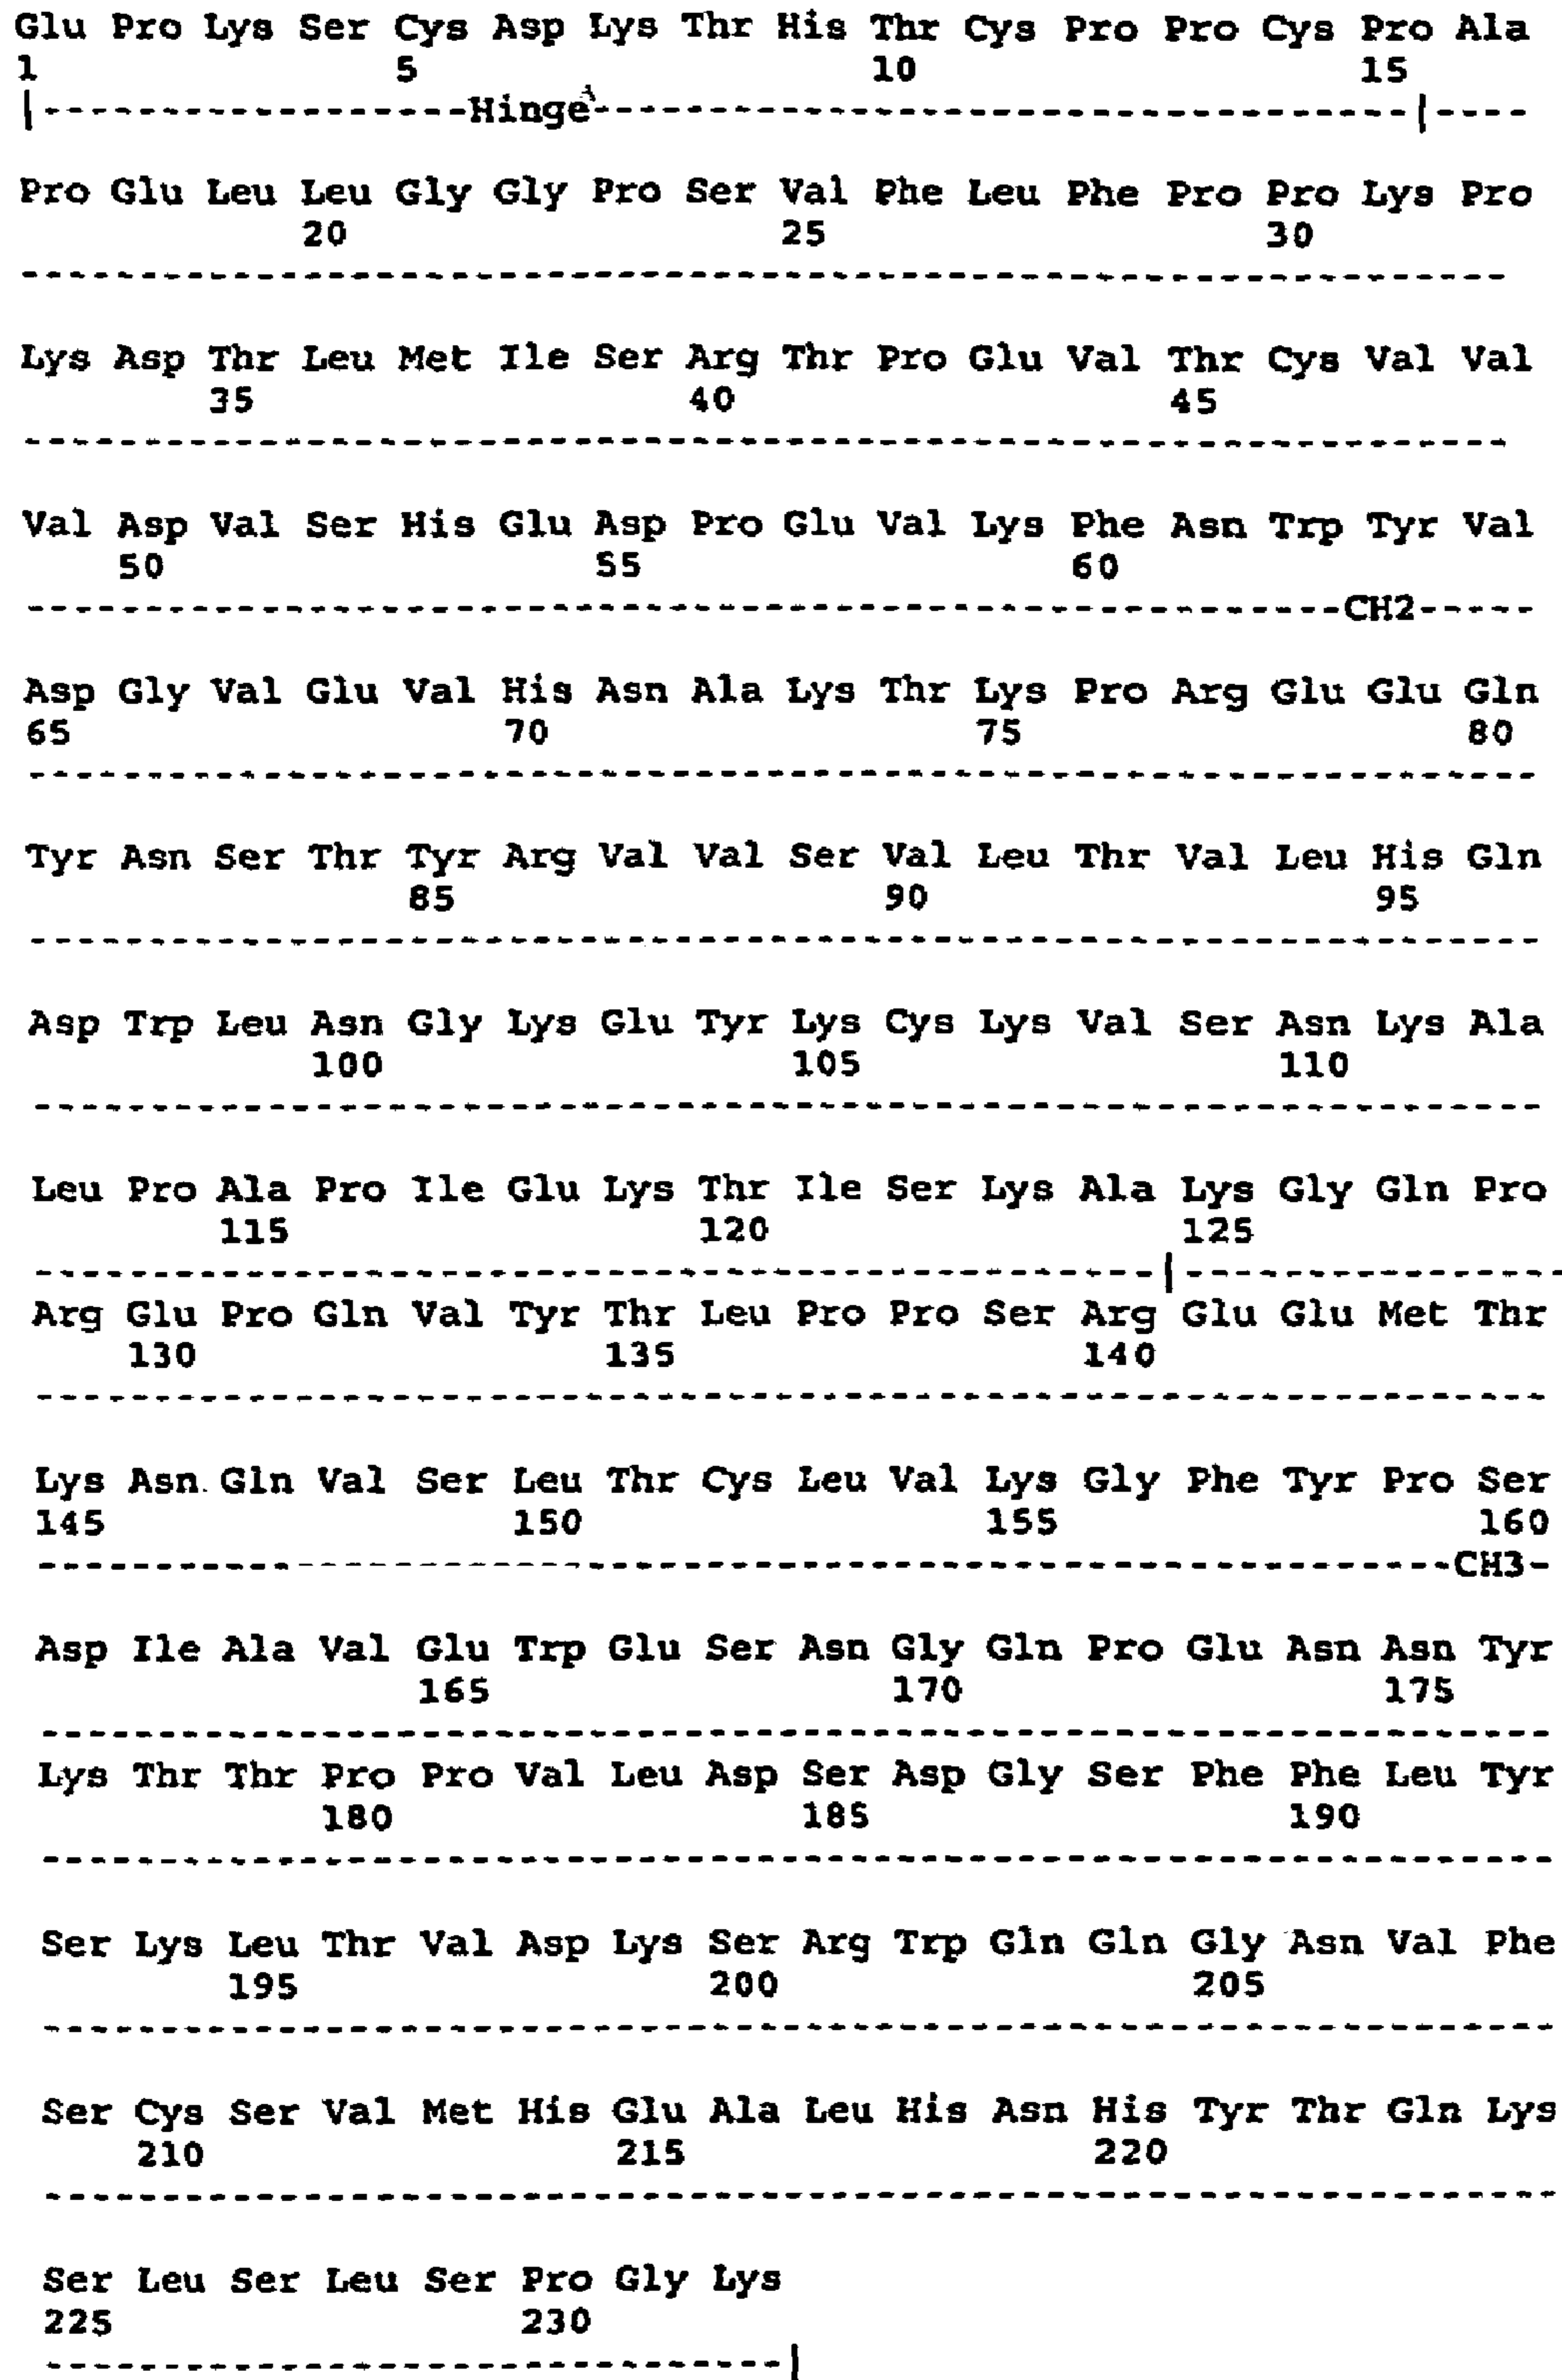 Glu Pro Lys Ser Cys Asp Lys Thr His Thr Cys Pro Pro Cys Pro Ala
1 5 10 15
|----------------Hinge----------------------------------|----
Pro Glu Leu Leu Gly Gly Pro Ser Val Phe Leu Phe Pro Pro Lys Pro
20 25 30
Lys Asp Thr Leu Met Ile Ser Arg Thr Pro Glu Val Thr Cys Val Val
35 40 45
Val Asp Val Ser His Glu Asp Pro Glu Val Lys Phe Asn Trp Tyr Val
50 55 60
------------------------------------------------------CH2-----
Asp Gly Val Glu Val His Asn Ala Lys Thr Lys Pro Arg Glu Glu Gln
65 70 75 80
Tyr Asn Ser Thr Tyr Arg Val Val Ser Val Leu Thr Val Leu His Gln
85 90 95
Asp Trp Leu Asn Gly Lys Glu Tyr Lys Cys Lys Val Ser Asn Lys Ala
100 105 110
Leu Pro Ala Pro Ile Glu Lys Thr Ile Ser Lys Ala Lys Gly Gln Pro
115 120 125
Arg Glu Pro Gln Val Tyr Thr Leu Pro Pro Ser Arg Glu Glu Met Thr
130 135 140
Lys Asn Gln Val Ser Leu Thr Cys Leu Val Lys Gly Phe Tyr Pro Ser
145 150 155 160
----------------------------------------------------------CH3-
Asp Ile Ala Val Glu Trp Glu Ser Asn Gly Gln Pro Glu Asn Asn Tyr
165 170 175
Lys Thr Thr Pro Pro Val Leu Asp Ser Asp Gly Ser Phe Phe Leu Tyr
180 185 190
Ser Lys Leu Thr Val Asp Lys Ser Arg Trp Gln Gln Gly Asn Val Phe
195 200 205
Ser Cys Ser Val Met His Glu Ala Leu His Asn His Tyr Thr Gln Lys
210 215 220
Ser Leu Ser Leu Ser Pro Gly Lys
225 230